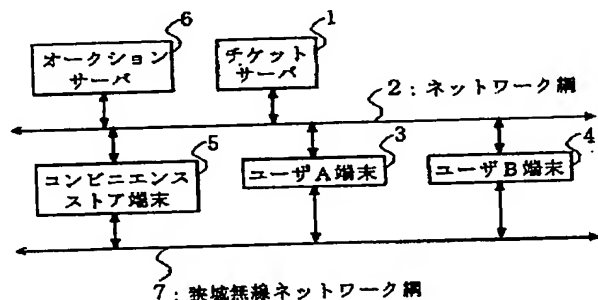 6
オークション
サーバ
1
チケット
サーバ
2：ネットワーク網
5
コンビニエンス
ストア端末
3
ユーザA端末
4
ユーザB端末
7：狭域無線ネットワーク網